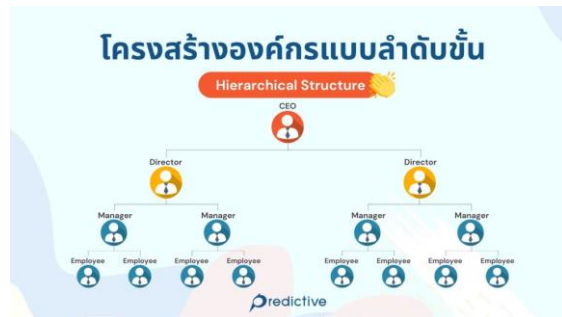 โครงสร้างองค์กรแบบลำดับขั้น
Hierarchical Structure
CEO
Director Director
Manager Manager Manager Manager
Employee Employee Employee Employee Employee Employee Employee Employee
Predictive